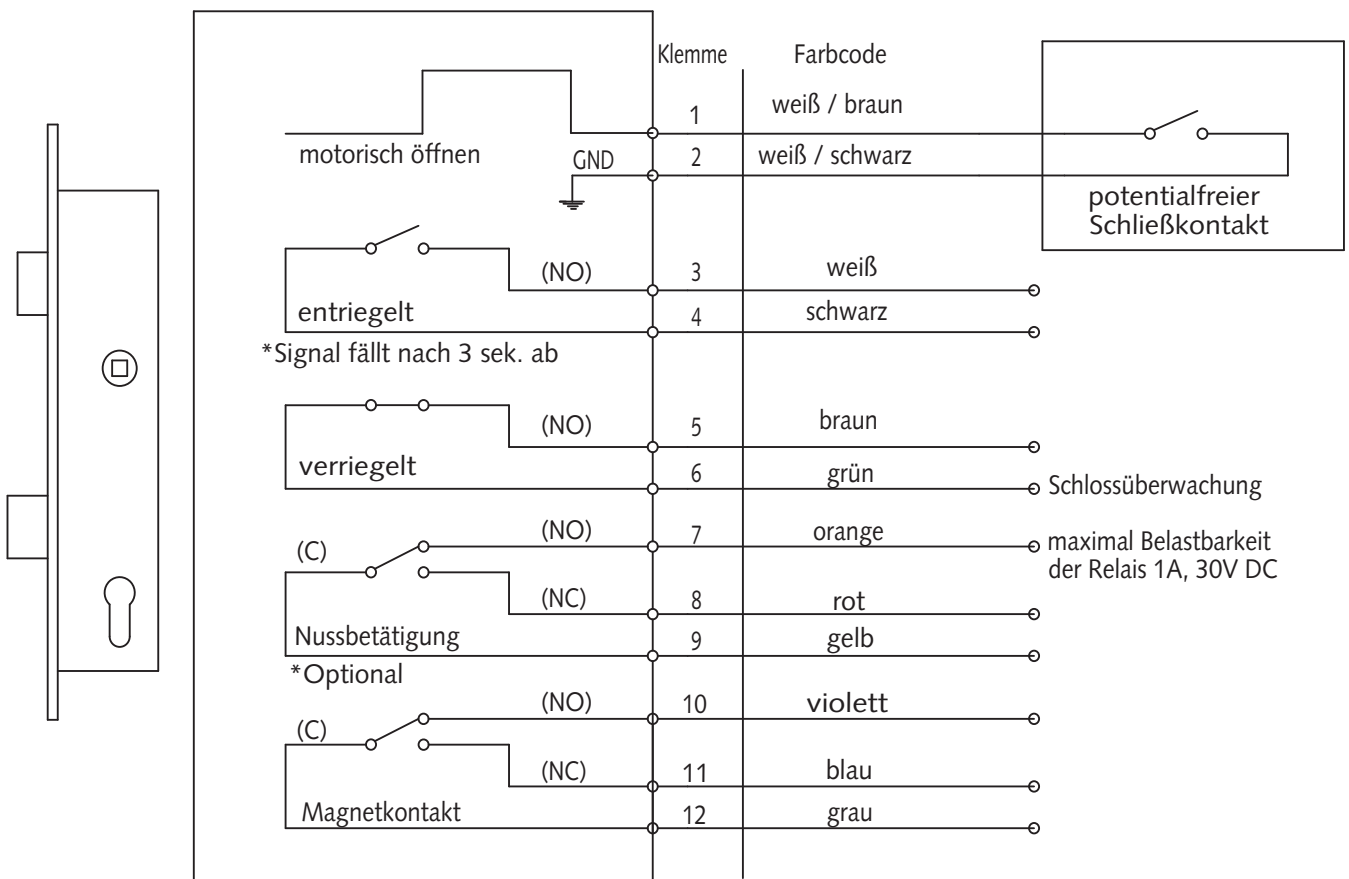 Klemme Farbcode
1 weiß / braun
motorisch öffnen GND 2 weiß / schwarz
potentialfreier
Schließkontakt
(NO) 3 weiß
entriegelt 4 schwarz
*Signal fällt nach 3 sek. ab
(NO) 5 braun
verriegelt 6 grün Schlossüberwachung
(C) (NO) 7 orange maximal Belastbarkeit
der Relais 1A, 30V DC
(NC) 8 rot
Nussbetätigung 9 gelb
*Optional
(C) (NO) 10 violett
(NC) 11 blau
Magnetkontakt 12 grau